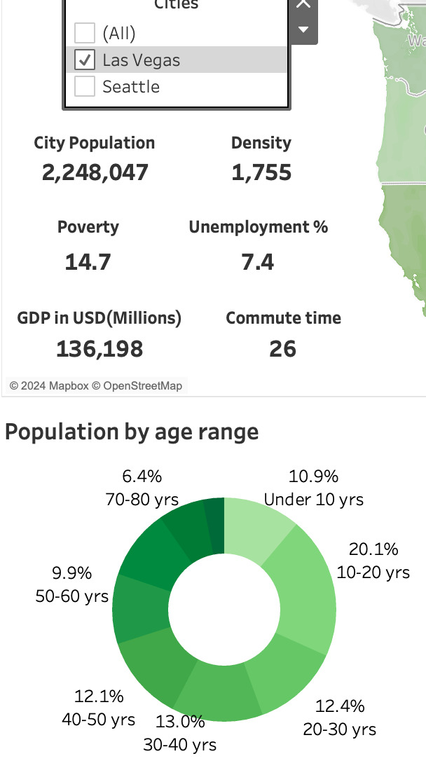 Cities
(All)
Las Vegas
Seattle
Wa
City Population
Density
2,248,047
1,755
Poverty
Unemployment %
14.7
7.4
GDP in USD(Millions)
Commute time
136,198
26
© 2024 Mapbox © OpenStreetMap
Population by age range
6.4%
70-80 yrs
10.9%
Under 10 yrs
20.1%
10-20 yrs
9.9%
50-60 yrs
12.1%
40-50 yrs
13.0%
30-40 yrs
12.4%
20-30 yrs